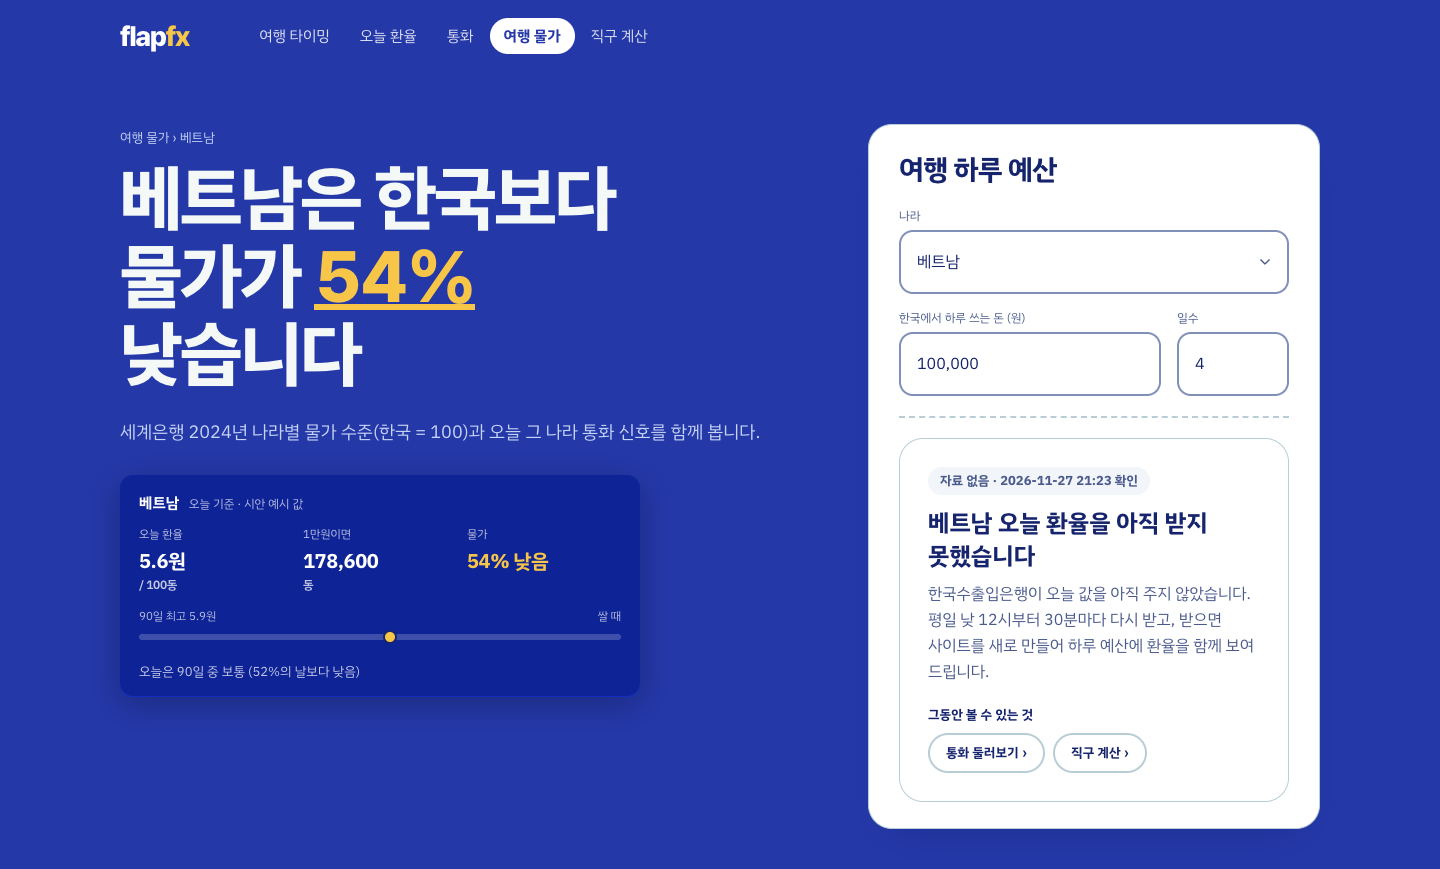 flapfx
여행 타이밍 오늘 환율 통화 여행 물가 직구 계산
여행 물가 › 베트남
베트남은 한국보다
물가가 54%
낮습니다
세계은행 2024년 나라별 물가 수준(한국 = 100)과 오늘 그 나라 통화 신호를 함께 봅니다.
베트남 오늘 기준 · 시안 예시 값
오늘 환율 1만원이면 물가
5.6원 178,600 54% 낮음
/ 100동 동
90일 최고 5.9원 쌀 때
오늘은 90일 중 보통 (52%의 날보다 낮음)
여행 하루 예산
나라
베트남
한국에서 하루 쓰는 돈 (원) 일수
100,000 4
자료 없음 · 2026-11-27 21:23 확인
베트남 오늘 환율을 아직 받지
못했습니다
한국수출입은행이 오늘 값을 아직 주지 않았습니다.
평일 낮 12시부터 30분마다 다시 받고, 받으면
사이트를 새로 만들어 하루 예산에 환율을 함께 보여
드립니다.
그동안 볼 수 있는 것
통화 둘러보기 › 직구 계산 ›